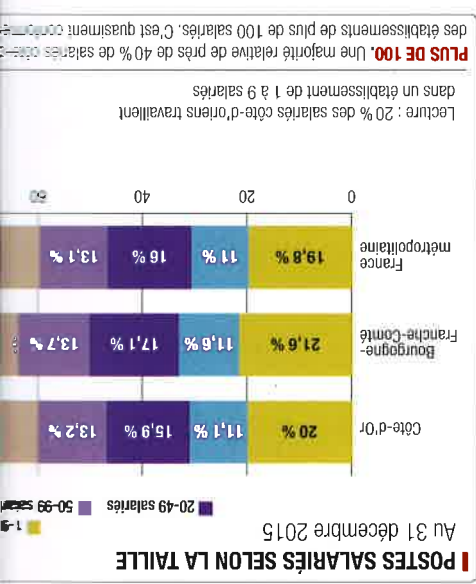 POSTES SALARIÉS SELON LA TAILLE
Au 31 décembre 2015
1-9
20-49 salariés 50-99
Côte-d'Or 20 % 11,1 % 15,9 % 13,2 %
Bourgogne-
Franche-Comté 21,6 % 11,6 % 17,1 % 13,7 %
France
métropolitaine 19,8 % 11 % 16 % 13,1 %
0 20 40 60
Lecture : 20 % des salariés côte-d'oriens travaillent
dans un établissement de 1 à 9 salariés
PLUS DE 100. Une majorité relative de près de 40 % de salariés
des établissements de plus de 100 salariés. C'est quasiment